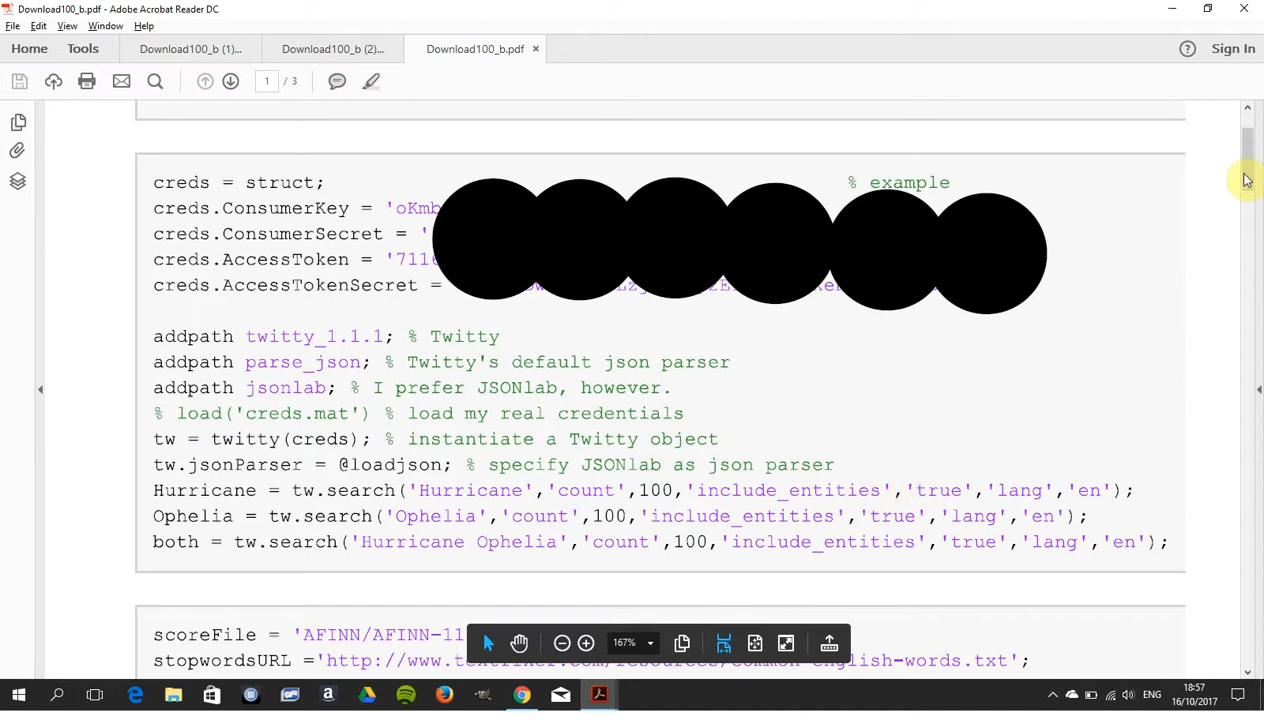 Download100_b.pdf - Adobe Acrobat Reader DC
File Edit View Window Help
Home Tools Download100_b (1)... Download100_b (2)... Download100_b.pdf × Sign In
1 / 3
creds = struct; % example
creds.ConsumerKey = 'oKmb
creds.ConsumerSecret = '
creds.AccessToken = '711
creds.AccessTokenSecret =
addpath twitty_1.1.1; % Twitty
addpath parse_json; % Twitty's default json parser
addpath jsonlab; % I prefer JSONlab, however.
% load('creds.mat') % load my real credentials
tw = twitty(creds); % instantiate a Twitty object
tw.jsonParser = @loadjson; % specify JSONlab as json parser
Hurricane = tw.search('Hurricane','count',100,'include_entities','true','lang','en');
Ophelia = tw.search('Ophelia','count',100,'include_entities','true','lang','en');
both = tw.search('Hurricane Ophelia','count',100,'include_entities','true','lang','en');
scoreFile = 'AFINN/AFINN-11
167%
stopwordsURL ='http://www. english-words.txt';
ENG 18:57
16/10/2017